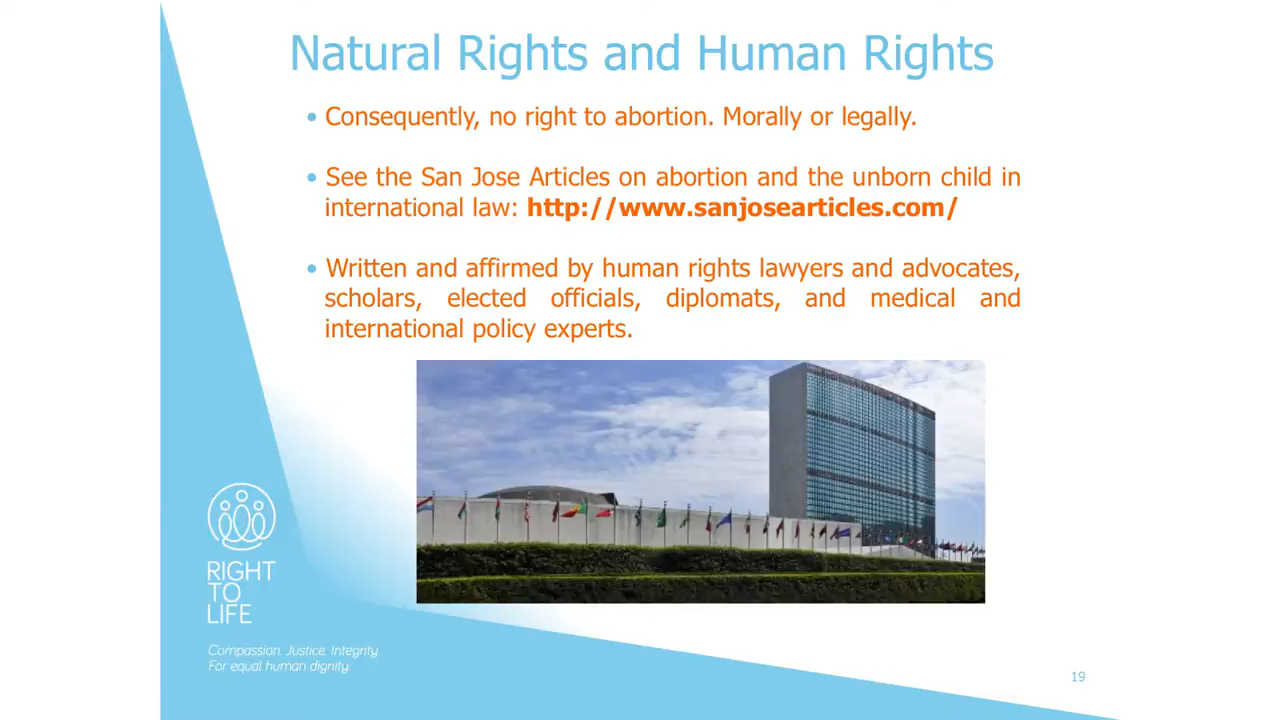 Natural Rights and Human Rights
• Consequently, no right to abortion. Morally or legally.
• See the San Jose Articles on abortion and the unborn child in
international law: http://www.sanjosearticles.com/
• Written and affirmed by human rights lawyers and advocates,
scholars, elected officials, diplomats, and medical and
international policy experts.
RIGHT
TO
LIFE
Compassion. Justice. Integrity.
For equal human dignity.
19